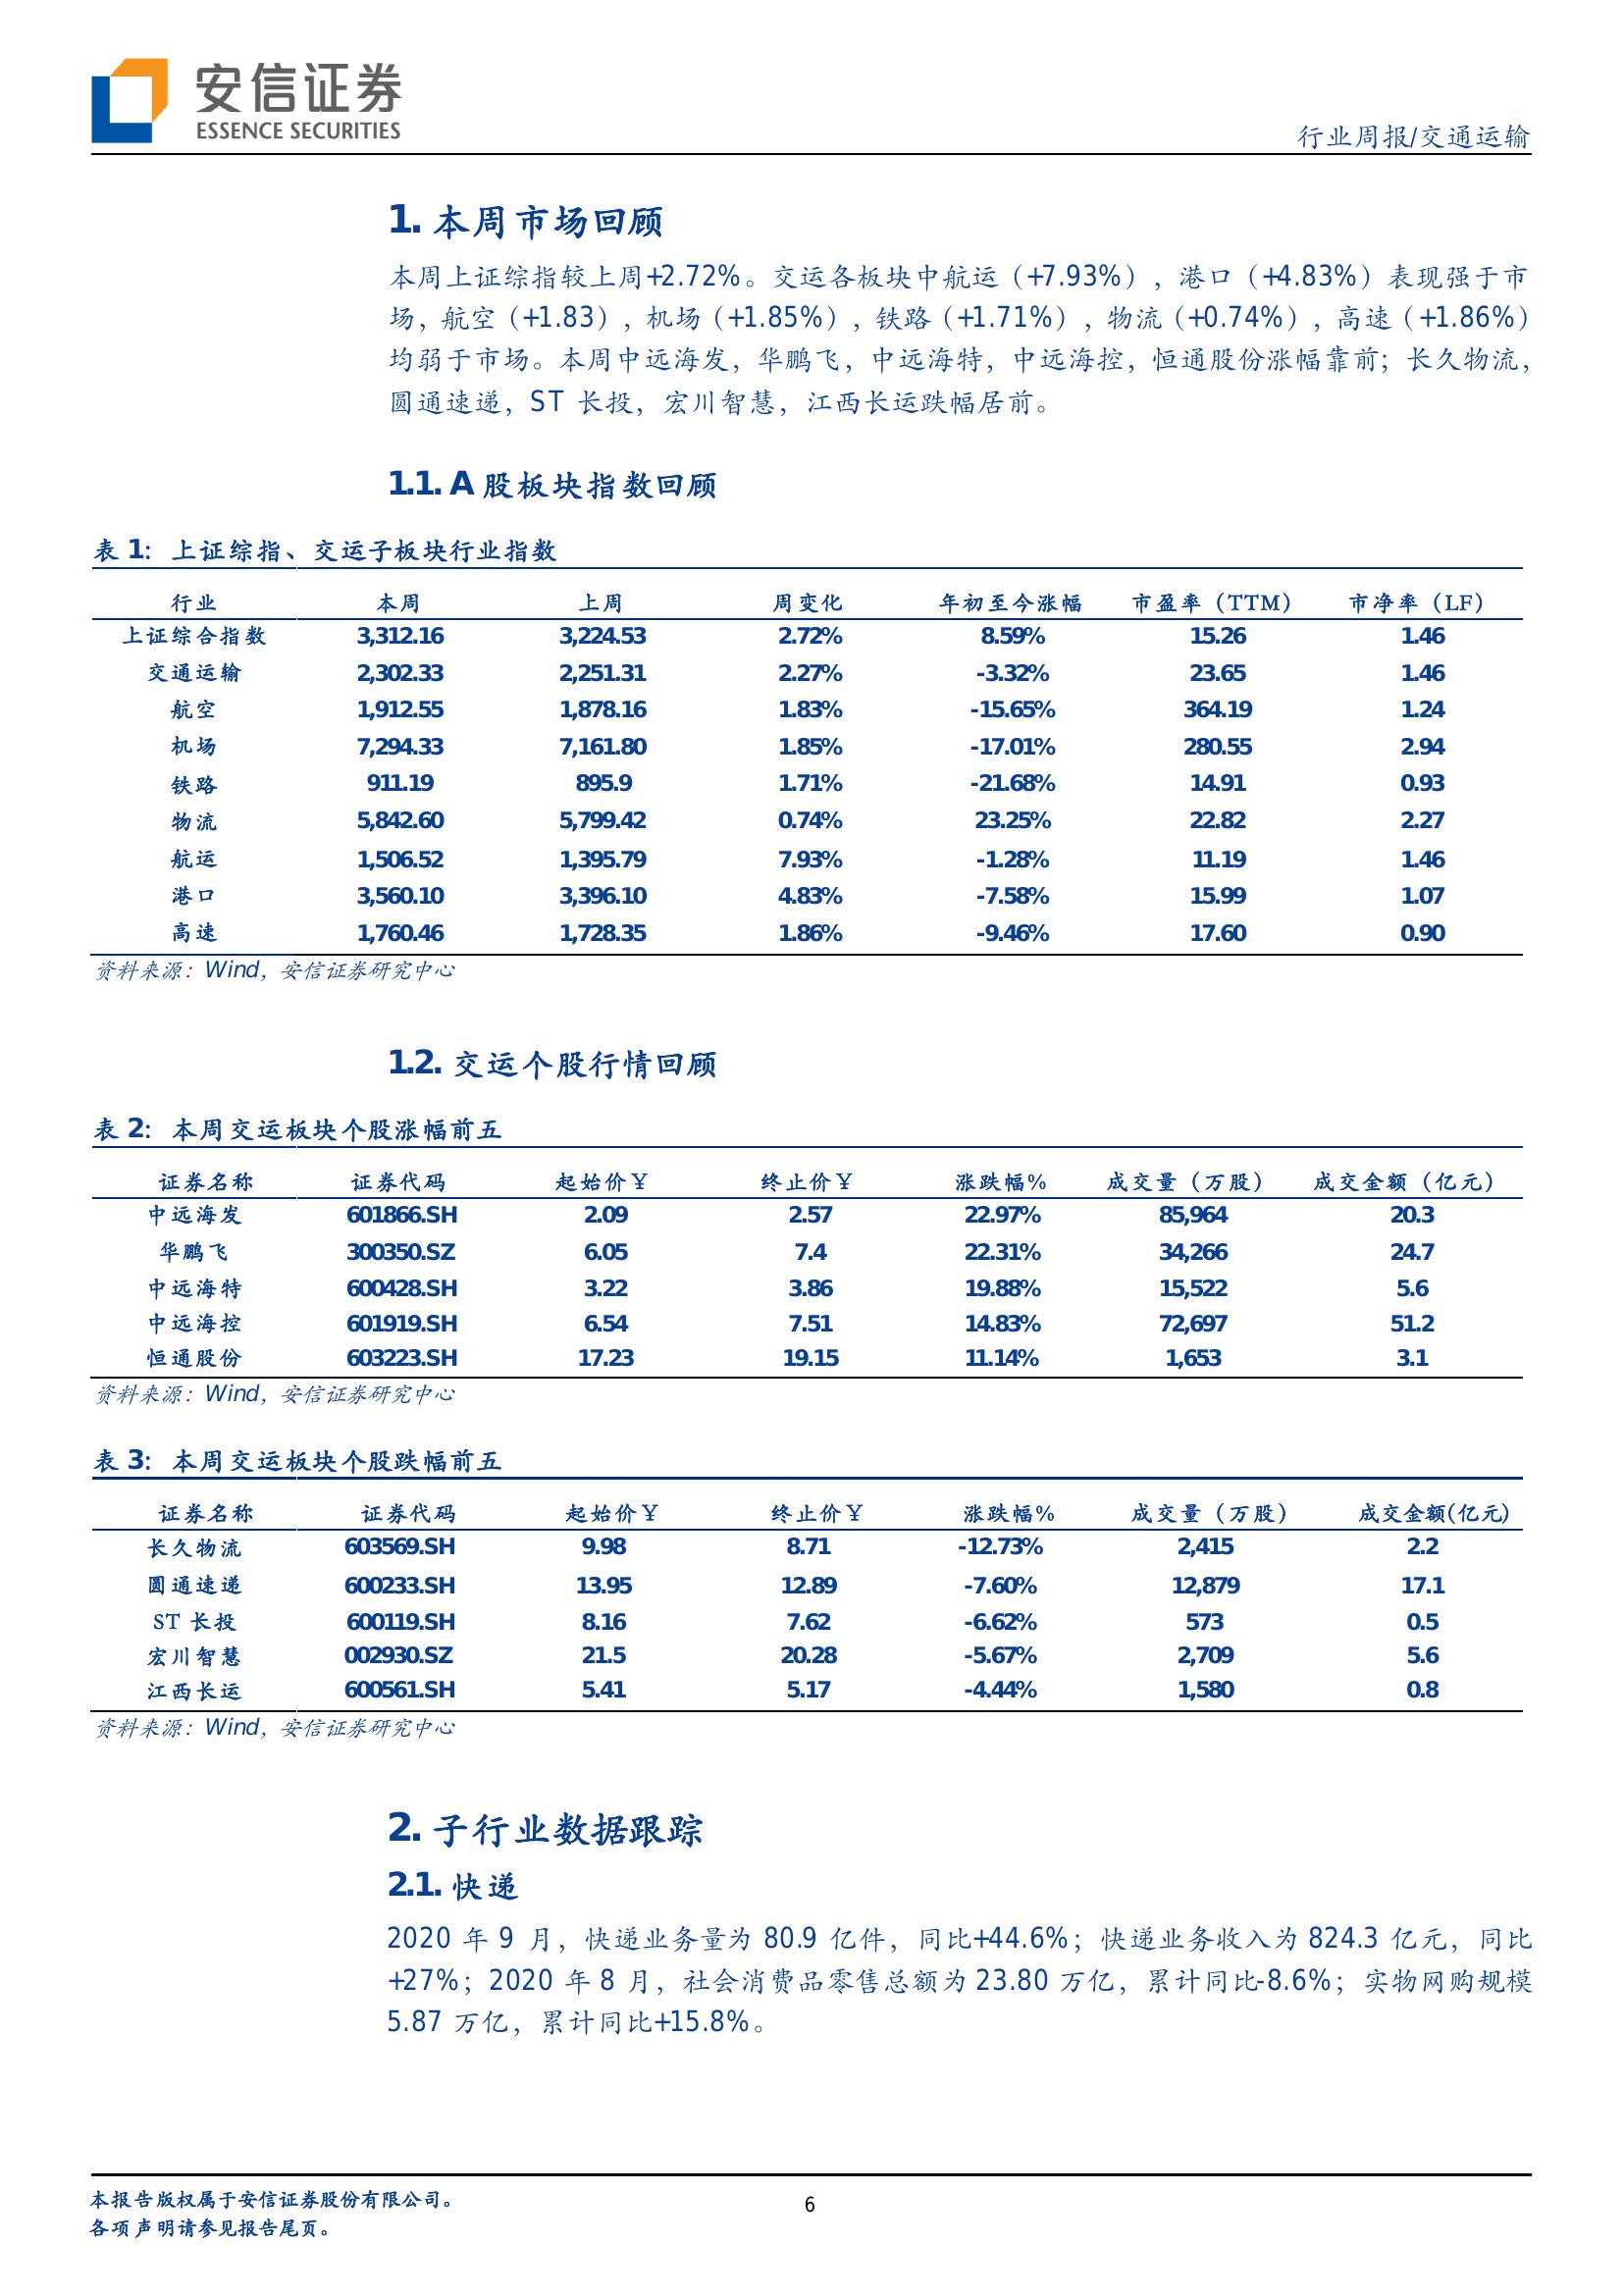 安信证券
ESSENCE SECURITIES
行业周报/交通运输
1. 本周市场回顾
本周上证综指较上周+2.72%。交运各板块中航运（+7.93%），港口（+4.83%）表现强于市
场，航空（+1.83），机场（+1.85%），铁路（+1.71%），物流（+0.74%），高速（+1.86%）
均弱于市场。本周中远海发，华鹏飞，中远海特，中远海控，恒通股份涨幅靠前；长久物流，
圆通速递，ST 长投，宏川智慧，江西长运跌幅居前。
1.1. A 股板块指数回顾
表 1：上证综指、交运子板块行业指数
行业 本周 上周 周变化 年初至今涨幅 市盈率（TTM） 市净率（LF）
上证综合指数 3,312.16 3,224.53 2.72% 8.59% 15.26 1.46
交通运输 2,302.33 2,251.31 2.27% -3.32% 23.65 1.46
航空 1,912.55 1,878.16 1.83% -15.65% 364.19 1.24
机场 7,294.33 7,161.80 1.85% -17.01% 280.55 2.94
铁路 911.19 895.9 1.71% -21.68% 14.91 0.93
物流 5,842.60 5,799.42 0.74% 23.25% 22.82 2.27
航运 1,506.52 1,395.79 7.93% -1.28% 11.19 1.46
港口 3,560.10 3,396.10 4.83% -7.58% 15.99 1.07
高速 1,760.46 1,728.35 1.86% -9.46% 17.60 0.90
资料来源：Wind，安信证券研究中心
1.2. 交运个股行情回顾
表 2：本周交运板块个股涨幅前五
证券名称 证券代码 起始价￥ 终止价￥ 涨跌幅% 成交量（万股） 成交金额（亿元）
中远海发 601866.SH 2.09 2.57 22.97% 85,964 20.3
华鹏飞 300350.SZ 6.05 7.4 22.31% 34,266 24.7
中远海特 600428.SH 3.22 3.86 19.88% 15,522 5.6
中远海控 601919.SH 6.54 7.51 14.83% 72,697 51.2
恒通股份 603223.SH 17.23 19.15 11.14% 1,653 3.1
资料来源：Wind，安信证券研究中心
表 3：本周交运板块个股跌幅前五
证券名称 证券代码 起始价￥ 终止价￥ 涨跌幅% 成交量（万股） 成交金额(亿元)
长久物流 603569.SH 9.98 8.71 -12.73% 2,415 2.2
圆通速递 600233.SH 13.95 12.89 -7.60% 12,879 17.1
ST 长投 600119.SH 8.16 7.62 -6.62% 573 0.5
宏川智慧 002930.SZ 21.5 20.28 -5.67% 2,709 5.6
江西长运 600561.SH 5.41 5.17 -4.44% 1,580 0.8
资料来源：Wind，安信证券研究中心
2. 子行业数据跟踪
2.1. 快递
2020 年 9 月，快递业务量为 80.9 亿件，同比+44.6%；快递业务收入为 824.3 亿元，同比
+27%；2020 年 8 月，社会消费品零售总额为 23.80 万亿，累计同比-8.6%；实物网购规模
5.87 万亿，累计同比+15.8%。
本报告版权属于安信证券股份有限公司。
各项声明请参见报告尾页。
6